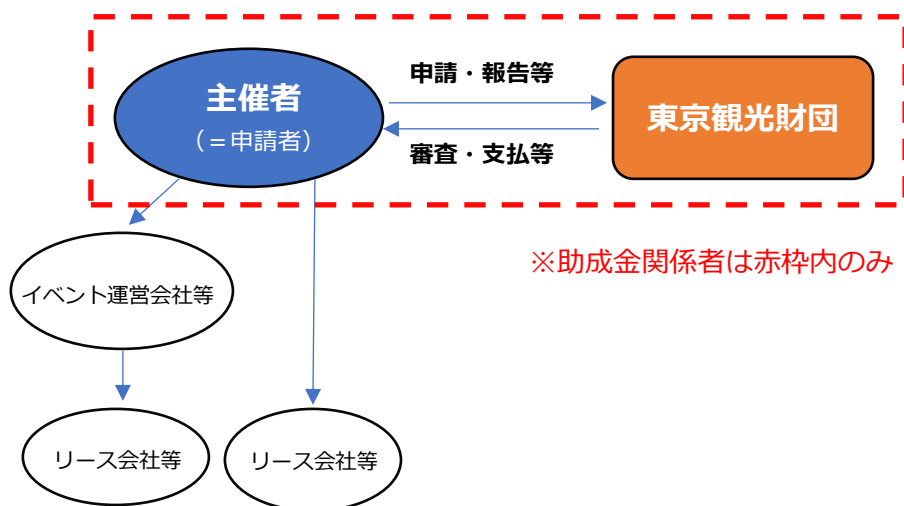 主催者
（＝申請者）
申請・報告等
審査・支払等
東京観光財団
※助成金関係者は赤枠内のみ
イベント運営会社等
リース会社等
リース会社等